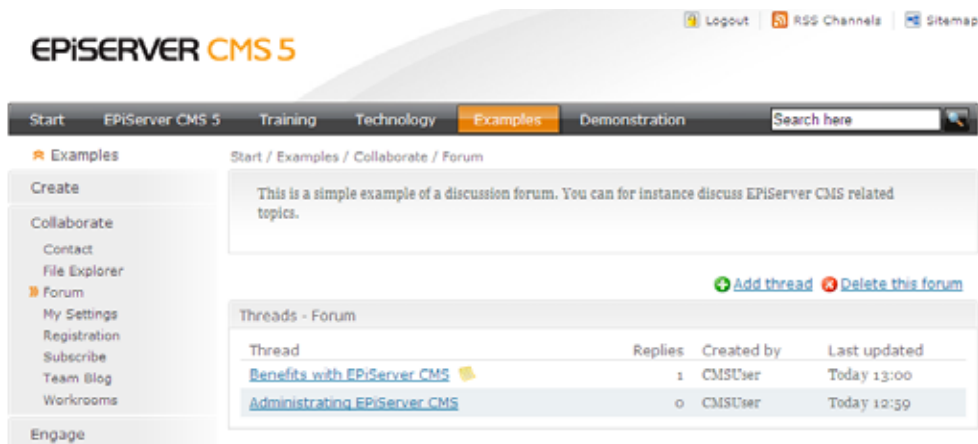 Logout RSS Channels Sitemap
EPiSERVER CMS 5
Start EPiServer CMS 5 Training Technology Examples Demonstration Search here
Examples
Start / Examples / Collaborate / Forum
Create
This is a simple example of a discussion forum. You can for instance discuss EPiServer CMS related
topics.
Collaborate
Contact
File Explorer
Forum
My Settings
Registration
Subscribe
Team Blog
Workrooms
Engage
Add thread Delete this forum
Threads - Forum
Thread Replies Created by Last updated
Benefits with EPiServer CMS 1 CMSUser Today 13:00
Administrating EPiServer CMS 0 CMSUser Today 12:59